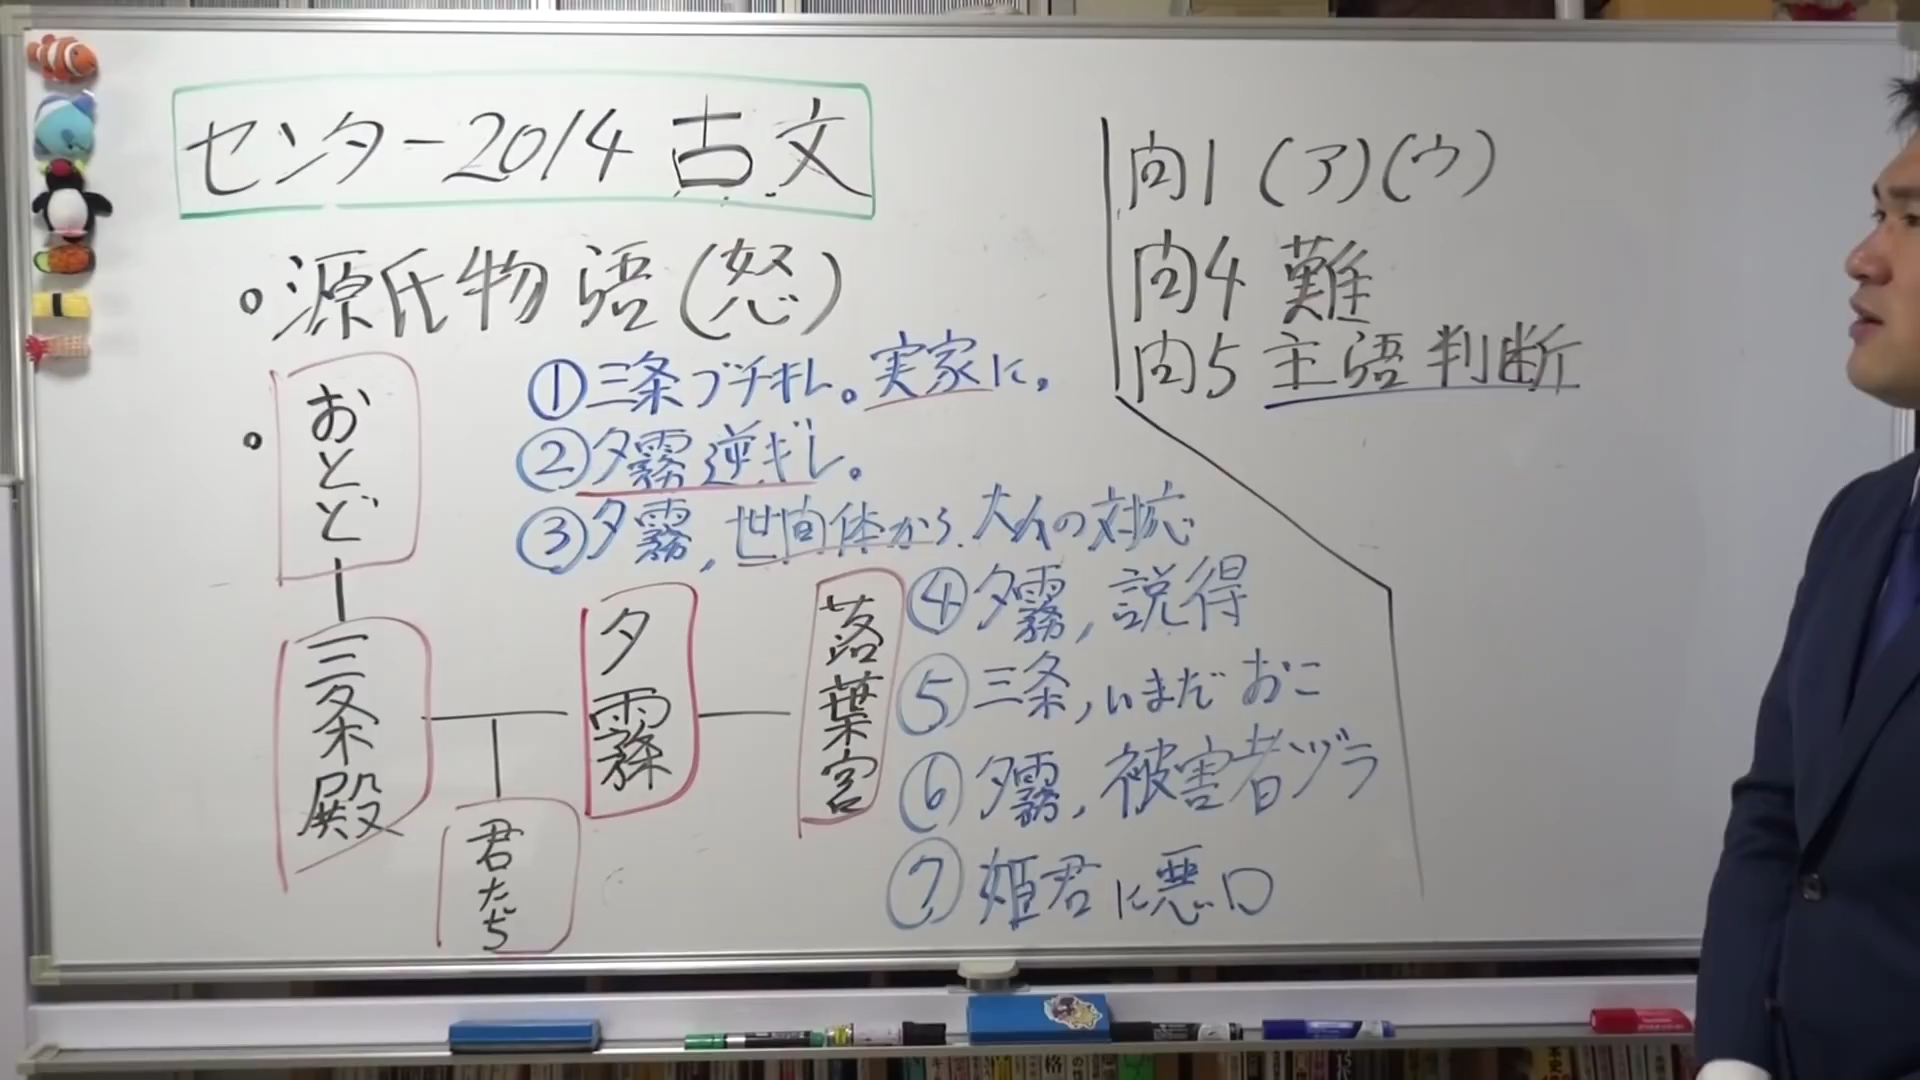 センター2014 古文
・源氏物語(怒)
・おとど
三条殿
君たち
夕霧
落葉宮
①三条ブチギレ。実家に。
②夕霧逆ギレ。
③夕霧,世間体から大人の対応
④夕霧,説得
⑤三条,いまだおこ
⑥夕霧,被害者ヅラ
⑦姫君に悪口
問1(ア)(ウ)
問4 難
問5 主語判断